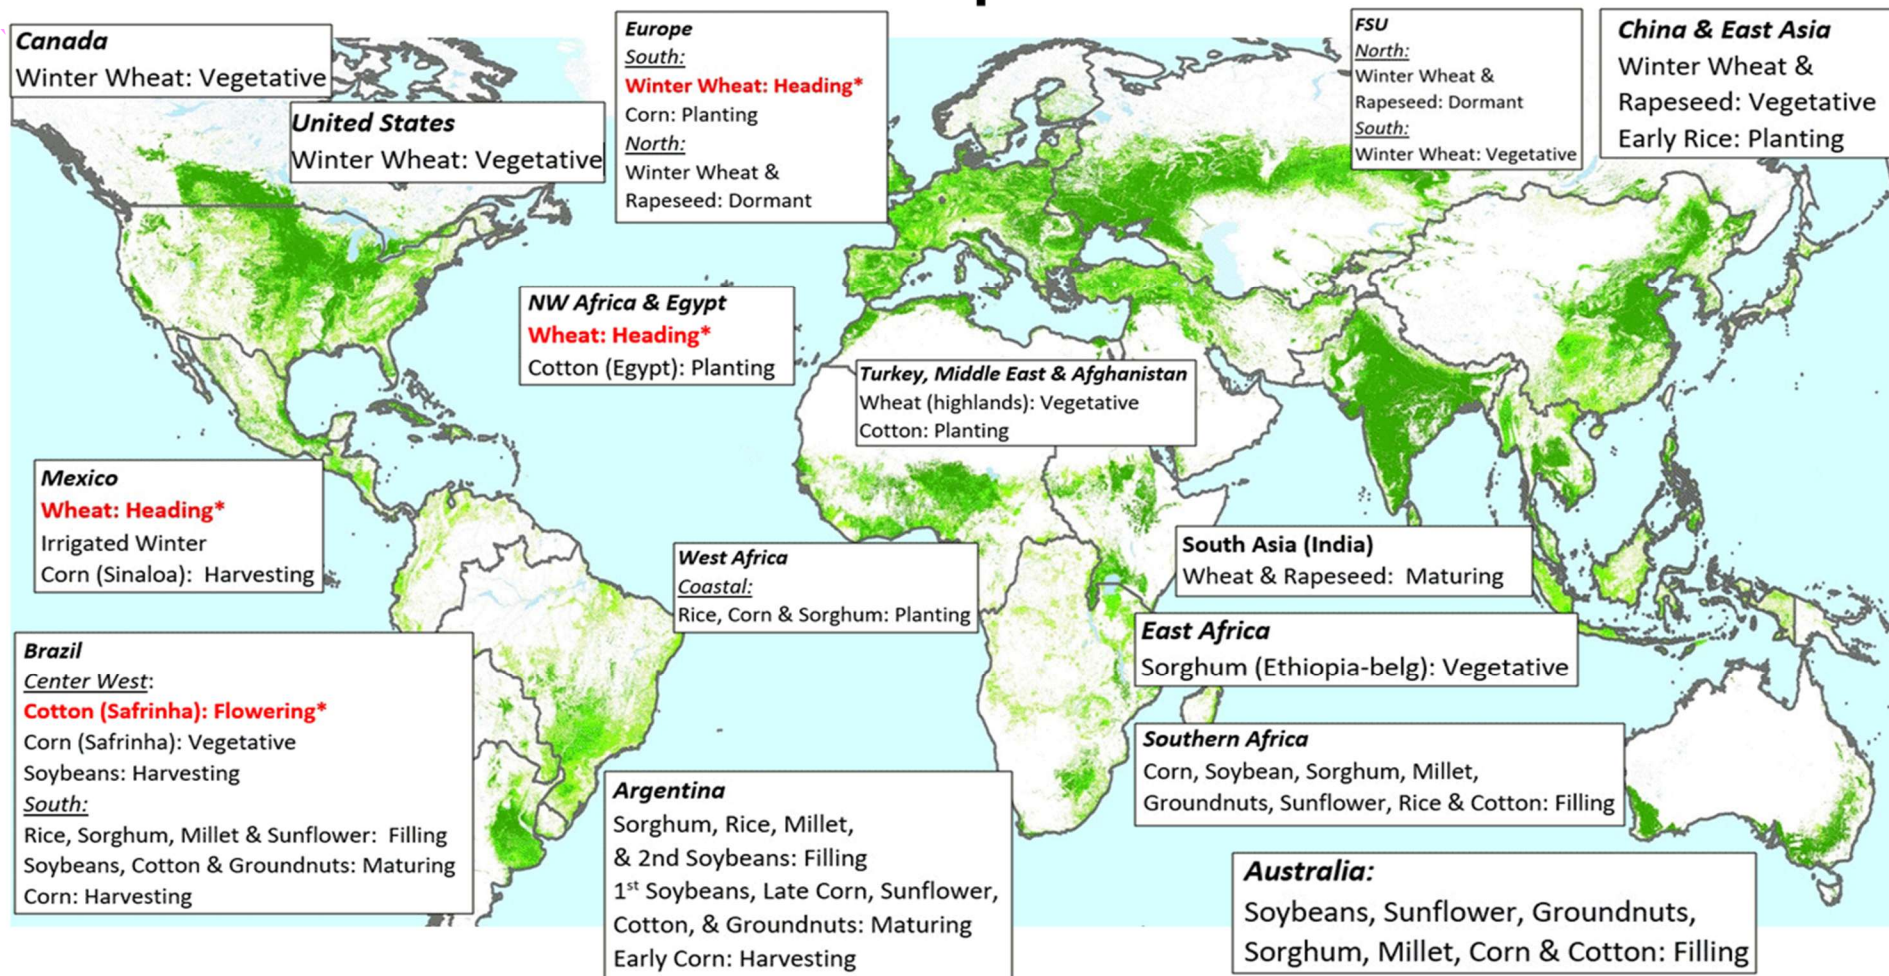 Canada
Winter Wheat: Vegetative
United States
Winter Wheat: Vegetative
Europe
South:
Winter Wheat: Heading*
Corn: Planting
North:
Winter Wheat &
Rapeseed: Dormant
FSU
North:
Winter Wheat &
Rapeseed: Dormant
South:
Winter Wheat: Vegetative
China & East Asia
Winter Wheat &
Rapeseed: Vegetative
Early Rice: Planting
NW Africa & Egypt
Wheat: Heading*
Cotton (Egypt): Planting
Turkey, Middle East & Afghanistan
Wheat (highlands): Vegetative
Cotton: Planting
Mexico
Wheat: Heading*
Irrigated Winter
Corn (Sinaloa): Harvesting
West Africa
Coastal:
Rice, Corn & Sorghum: Planting
South Asia (India)
Wheat & Rapeseed: Maturing
East Africa
Sorghum (Ethiopia-belg): Vegetative
Brazil
Center West:
Cotton (Safrinha): Flowering*
Corn (Safrinha): Vegetative
Soybeans: Harvesting
South:
Rice, Sorghum, Millet & Sunflower: Filling
Soybeans, Cotton & Groundnuts: Maturing
Corn: Harvesting
Argentina
Sorghum, Rice, Millet,
& 2nd Soybeans: Filling
1st Soybeans, Late Corn, Sunflower,
Cotton, & Groundnuts: Maturing
Early Corn: Harvesting
Southern Africa
Corn, Soybean, Sorghum, Millet,
Groundnuts, Sunflower, Rice & Cotton: Filling
Australia:
Soybeans, Sunflower, Groundnuts,
Sorghum, Millet, Corn & Cotton: Filling